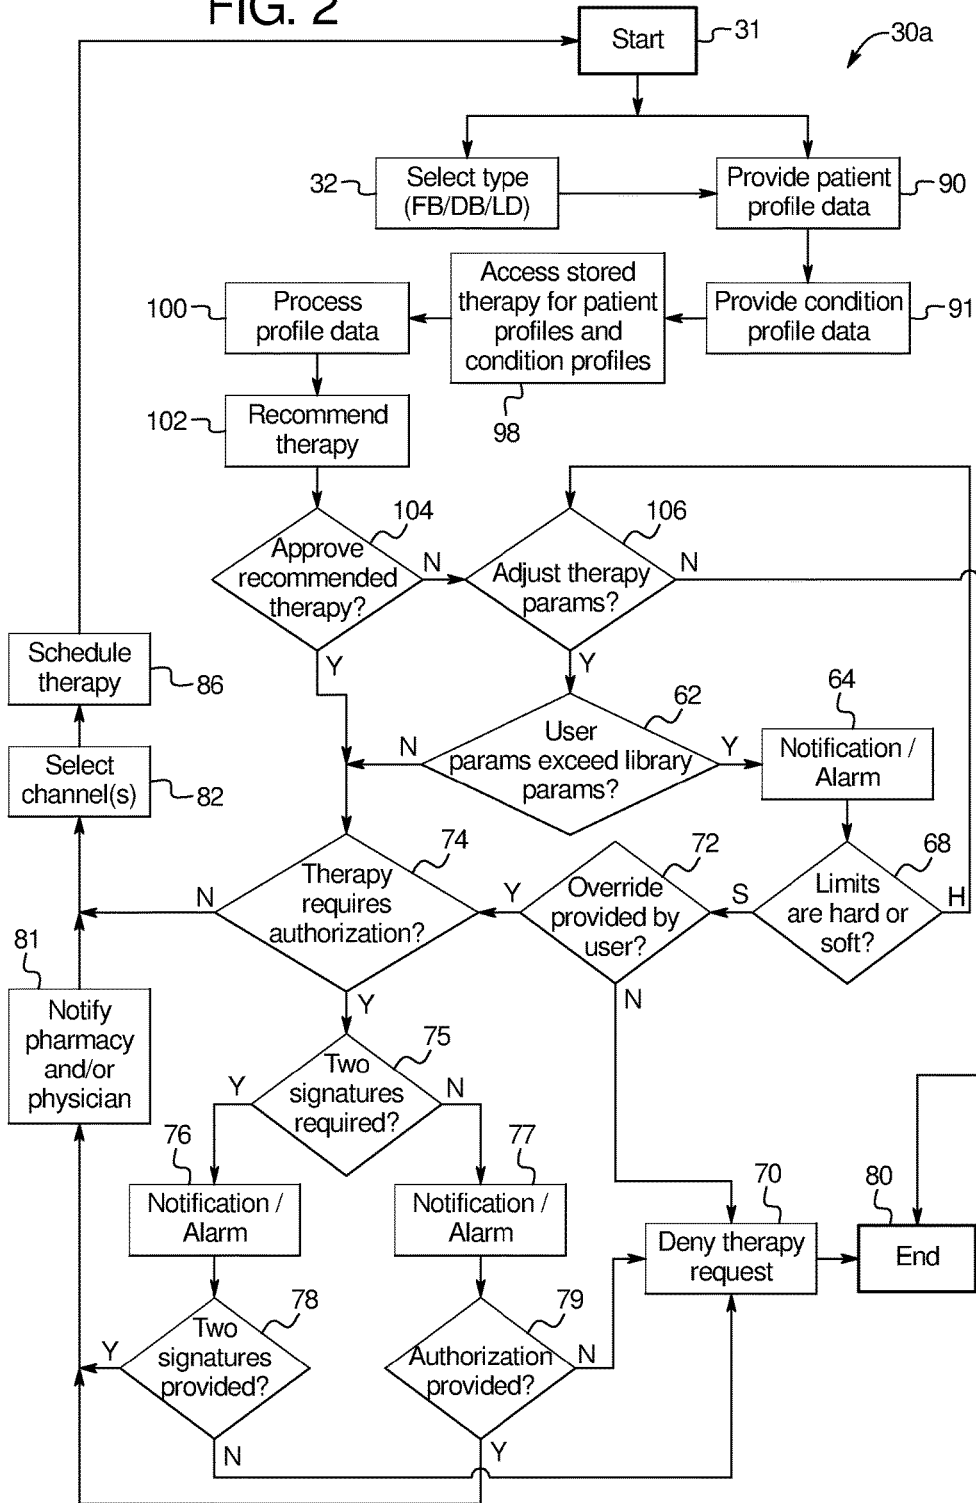 FIG. 2
Start
31
30a
32
Select type
(FB/DB/LD)
Provide patient
profile data
90
100
Process
profile data
Access stored
therapy for patient
profiles and
condition profiles
98
Provide condition
profile data
91
102
Recommend
therapy
104
Approve
recommended
therapy?
N
Y
106
Adjust therapy
params?
N
Y
Schedule
therapy
86
62
User
params exceed library
params?
N
Y
64
Notification /
Alarm
Select
channel(s)
82
74
Therapy
requires
authorization?
N
Y
72
Override
provided by
user?
Y
N
68
Limits
are hard or
soft?
S
H
81
Notify
pharmacy
and/or
physician
75
Two
signatures
required?
Y
N
76
Notification /
Alarm
77
Notification /
Alarm
70
Deny therapy
request
80
End
78
Two
signatures
provided?
Y
N
79
Authorization
provided?
N
Y